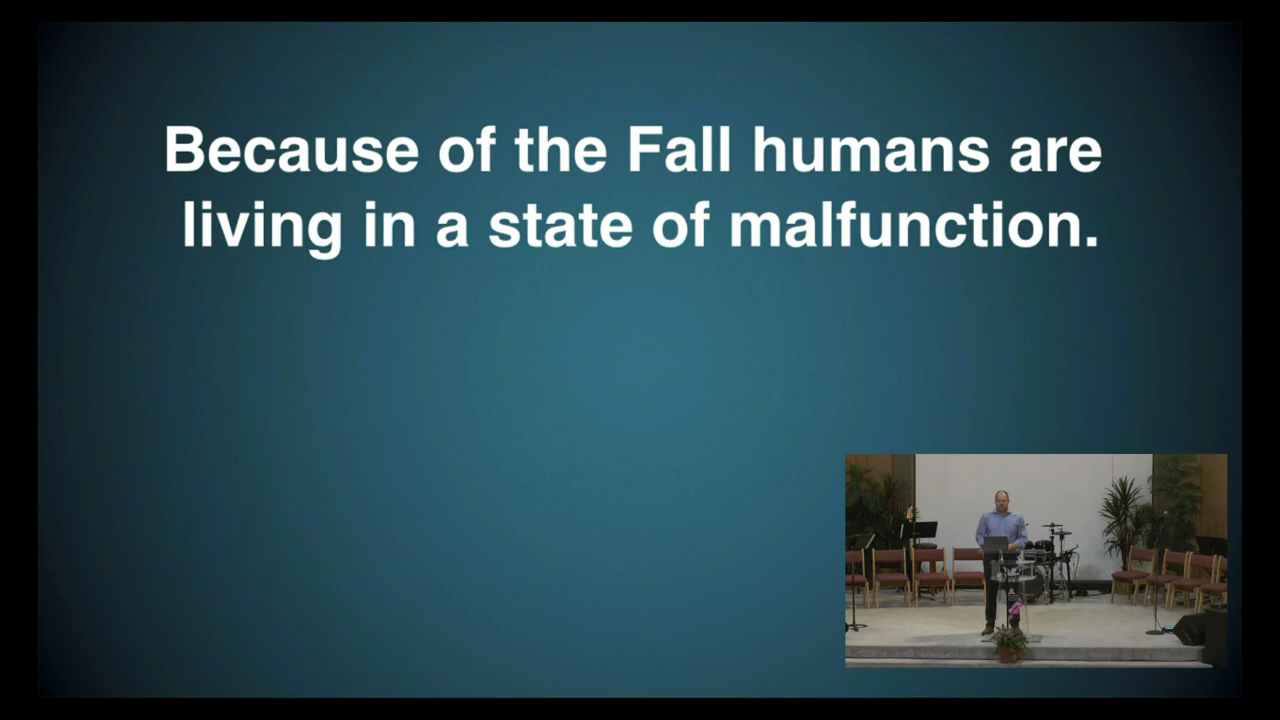 Because of the Fall humans are
living in a state of malfunction.